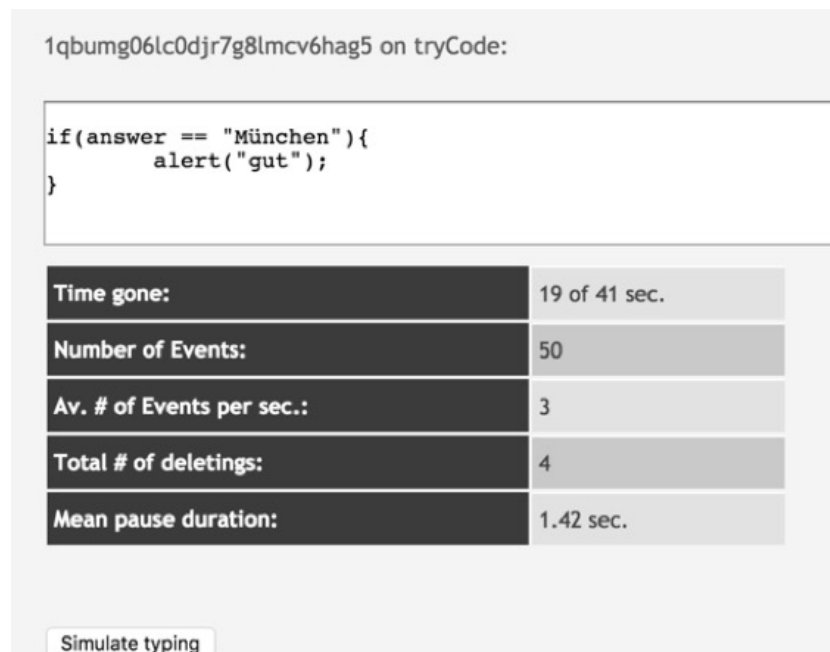 1qbumg06lc0djr7g8lmcv6hag5 on tryCode:
if(answer == "München"){
alert("gut");
}
Time gone: 19 of 41 sec.
Number of Events: 50
Av. # of Events per sec.: 3
Total # of deletings: 4
Mean pause duration: 1.42 sec.
Simulate typing